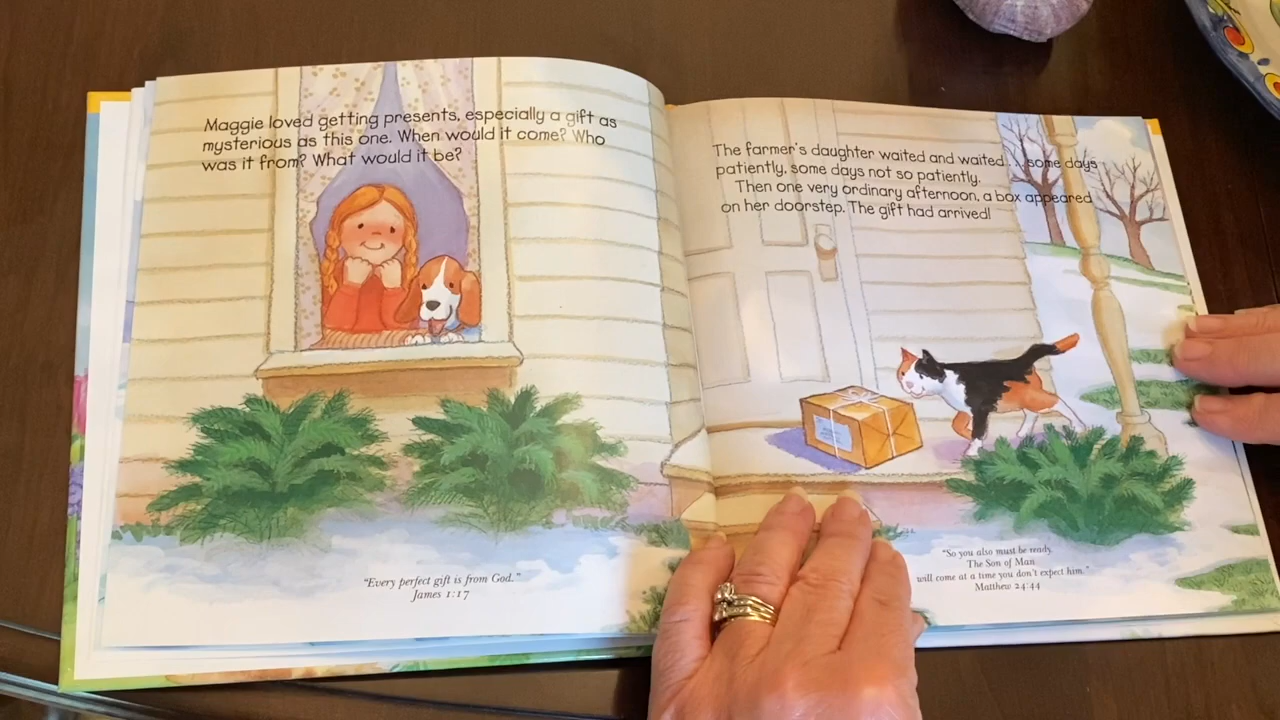 Maggie loved getting presents, especially a gift as
mysterious as this one. When would it come? Who
was it from? What would it be?
"Every perfect gift is from God."
James 1:17
The farmer's daughter waited and waited . . . some days
patiently, some days not so patiently.
Then one very ordinary afternoon, a box appeared
on her doorstep. The gift had arrived!
"So you also must be ready.
The Son of Man
will come at a time you don't expect him."
Matthew 24:44